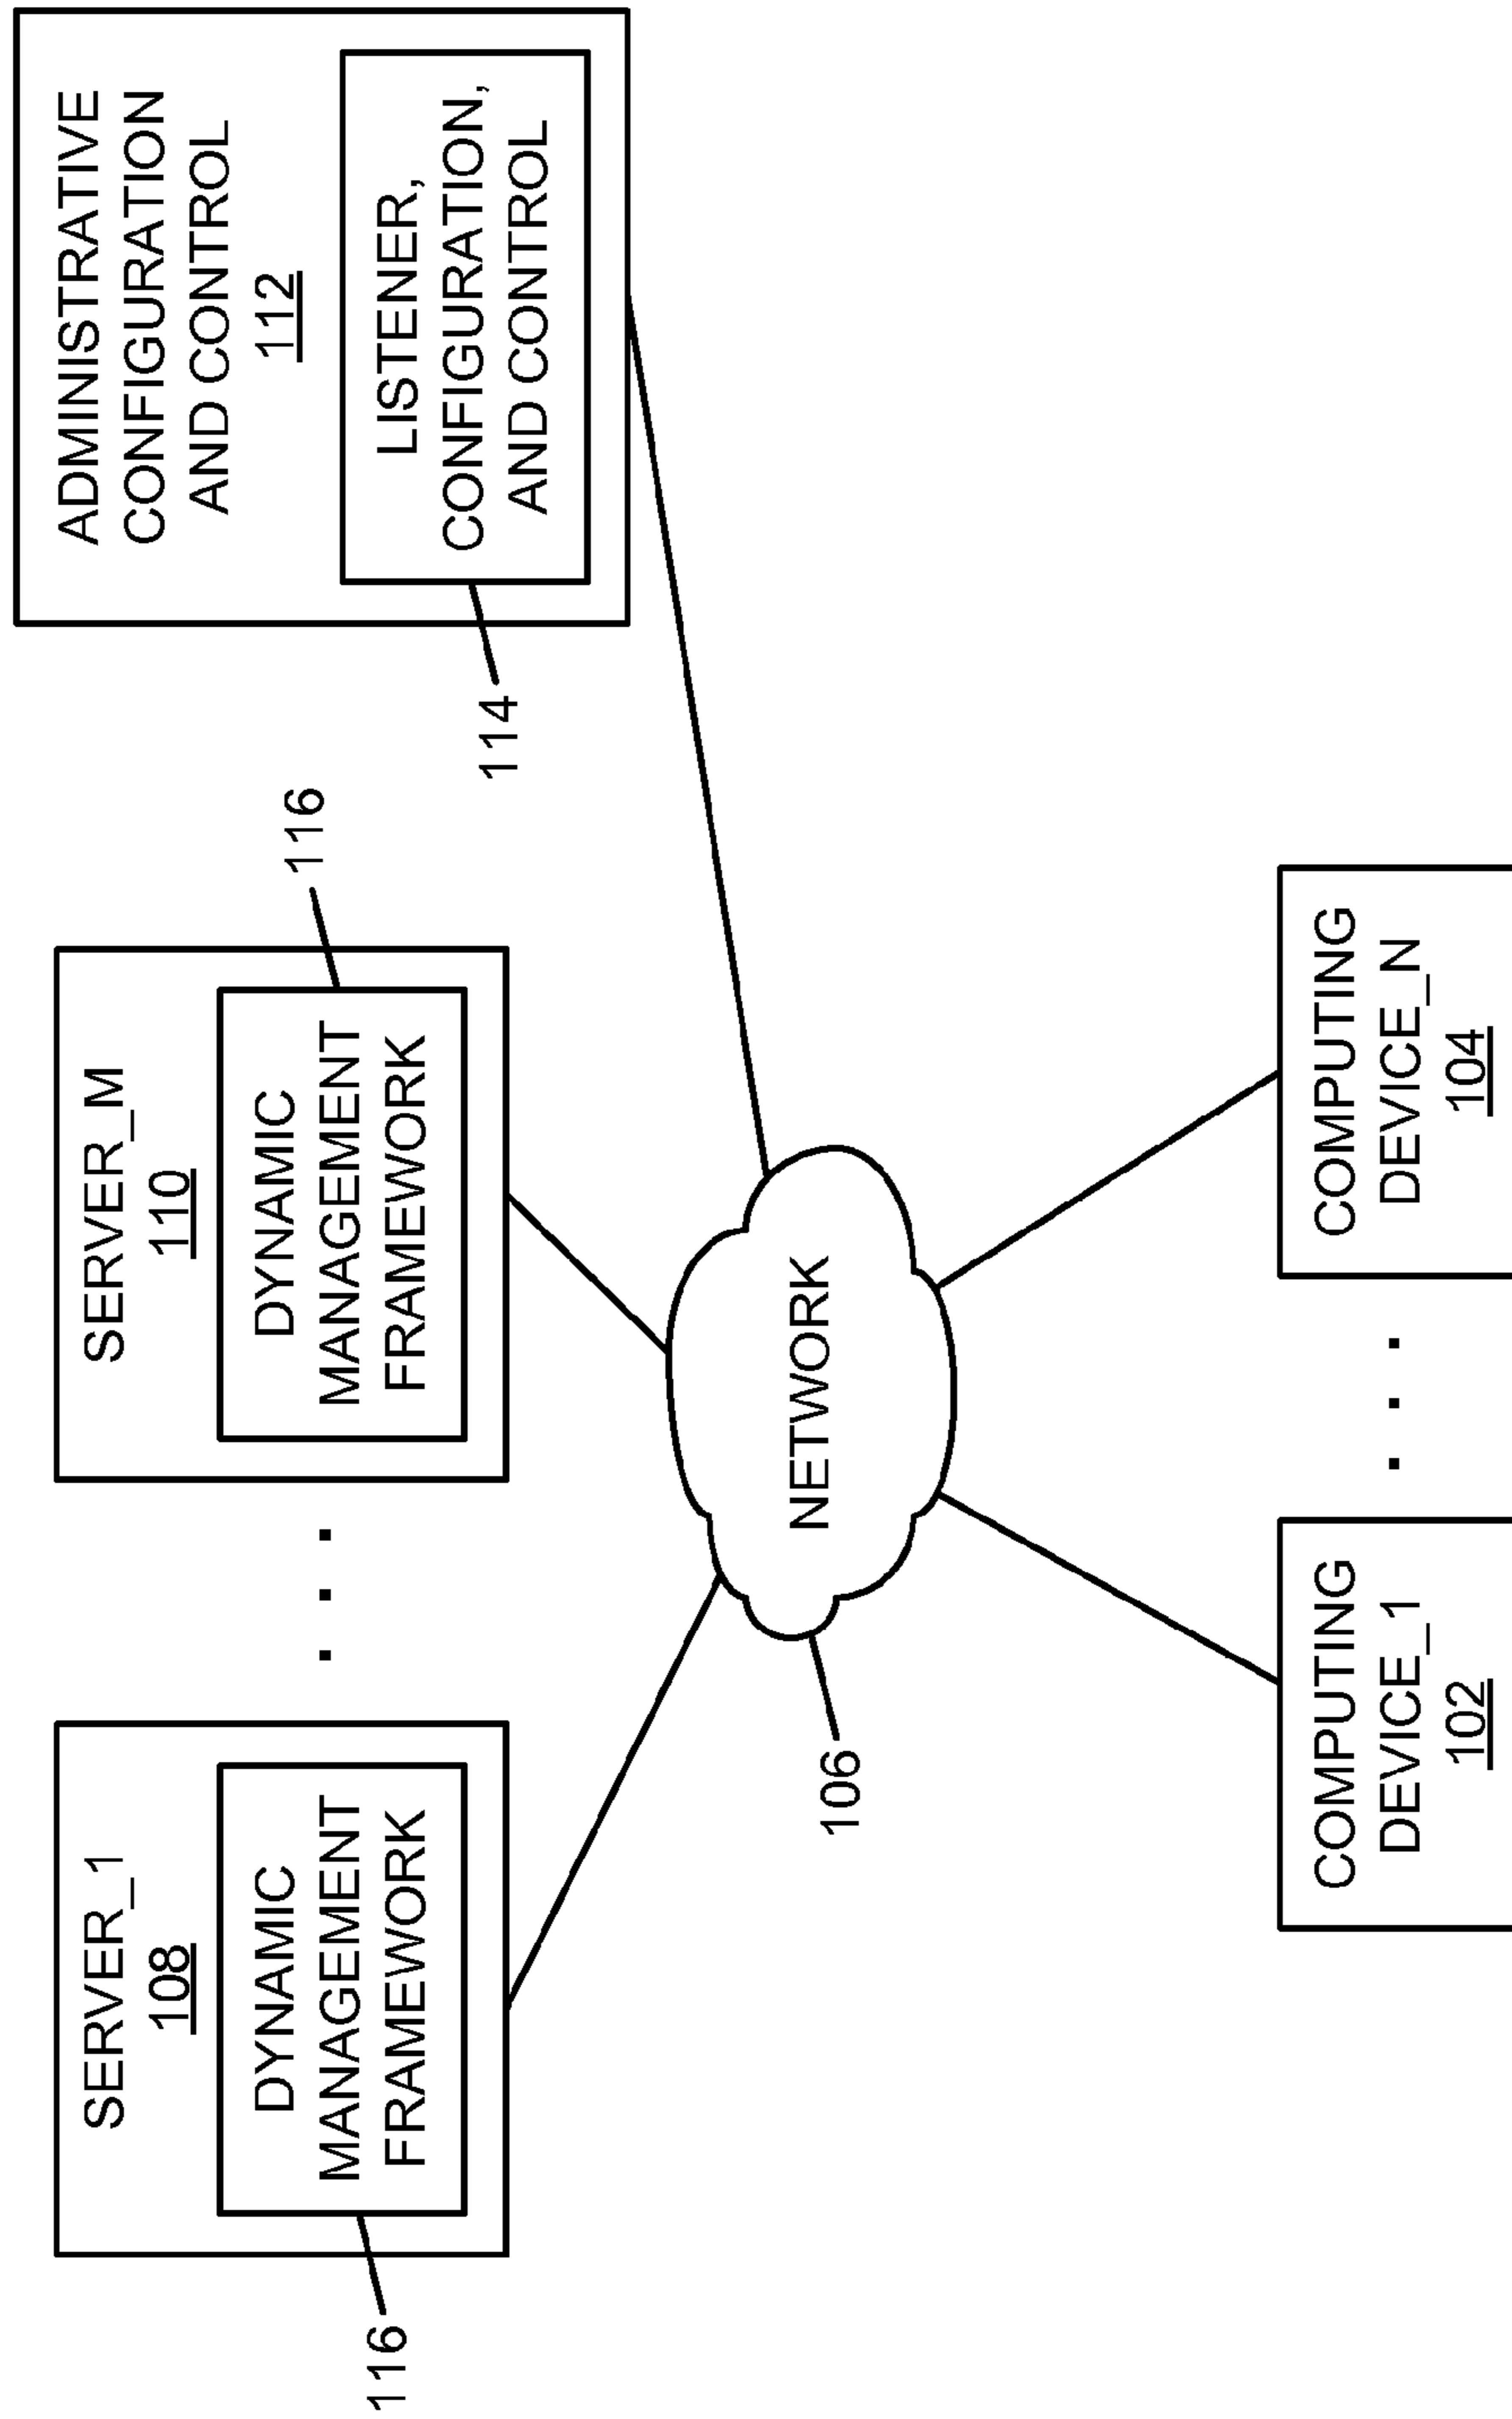 SERVER_1
108
DYNAMIC
MANAGEMENT
FRAMEWORK
116
SERVER_M
110
DYNAMIC
MANAGEMENT
FRAMEWORK
116
ADMINISTRATIVE
CONFIGURATION
AND CONTROL
112
LISTENER,
CONFIGURATION,
AND CONTROL
114
NETWORK
106
COMPUTING
DEVICE_1
102
COMPUTING
DEVICE_N
104